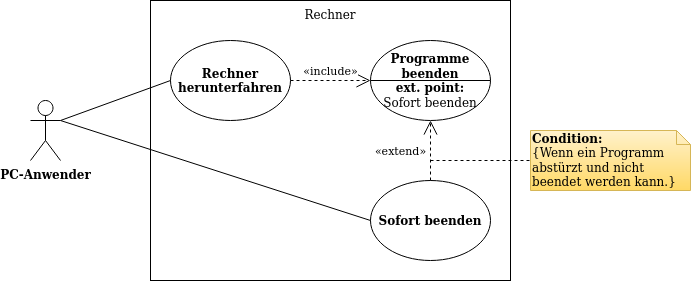 Rechner
Rechner
herunterfahren
«include»
Programme
beenden
ext. point:
Sofort beenden
PC-Anwender
«extend»
Condition:
{Wenn ein Programm
abstürzt und nicht
beendet werden kann.}
Sofort beenden